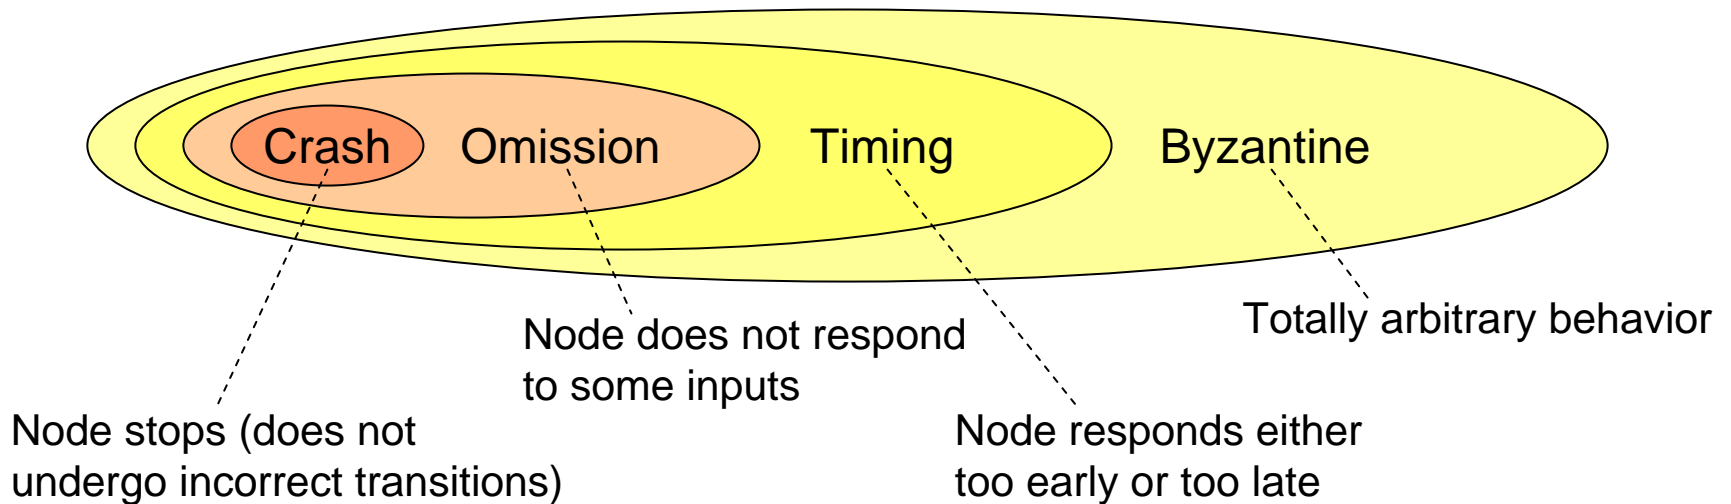 Crash
Omission
Timing
Byzantine
Totally arbitrary behavior
Node does not respond
to some inputs
Node stops (does not
undergo incorrect transitions)
Node responds either
too early or too late